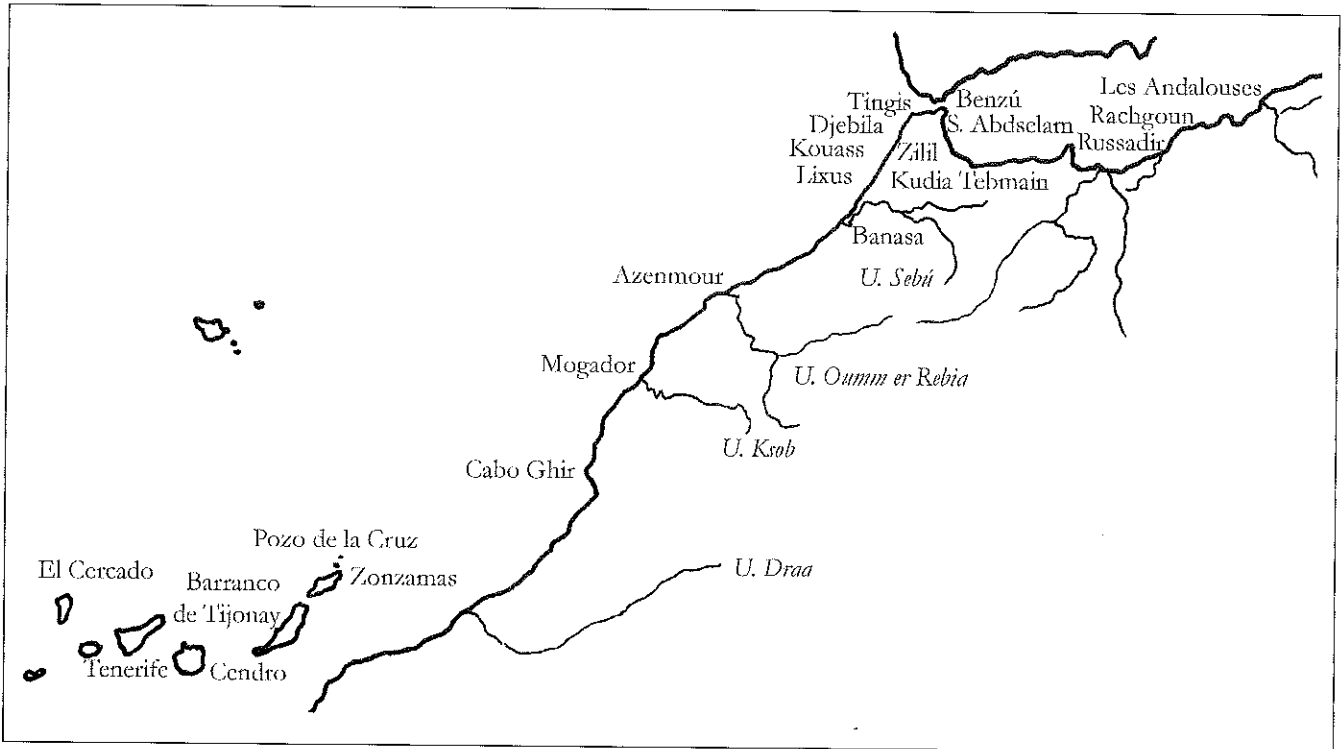 Les Andalouses
Tingis
Benzú
Rachgoun
Djebila
S. Abdselam
Russadir
Kouass
Zilil
Lixus
Kudia Tebmain
Banasa
U. Sebú
Azenmour
Mogador
U. Oumm er Rebia
U. Ksob
Cabo Ghir
Pozo de la Cruz
U. Draa
El Cercado
Barranco
de Tijonay
Zonzamas
Tenerife
Cendro